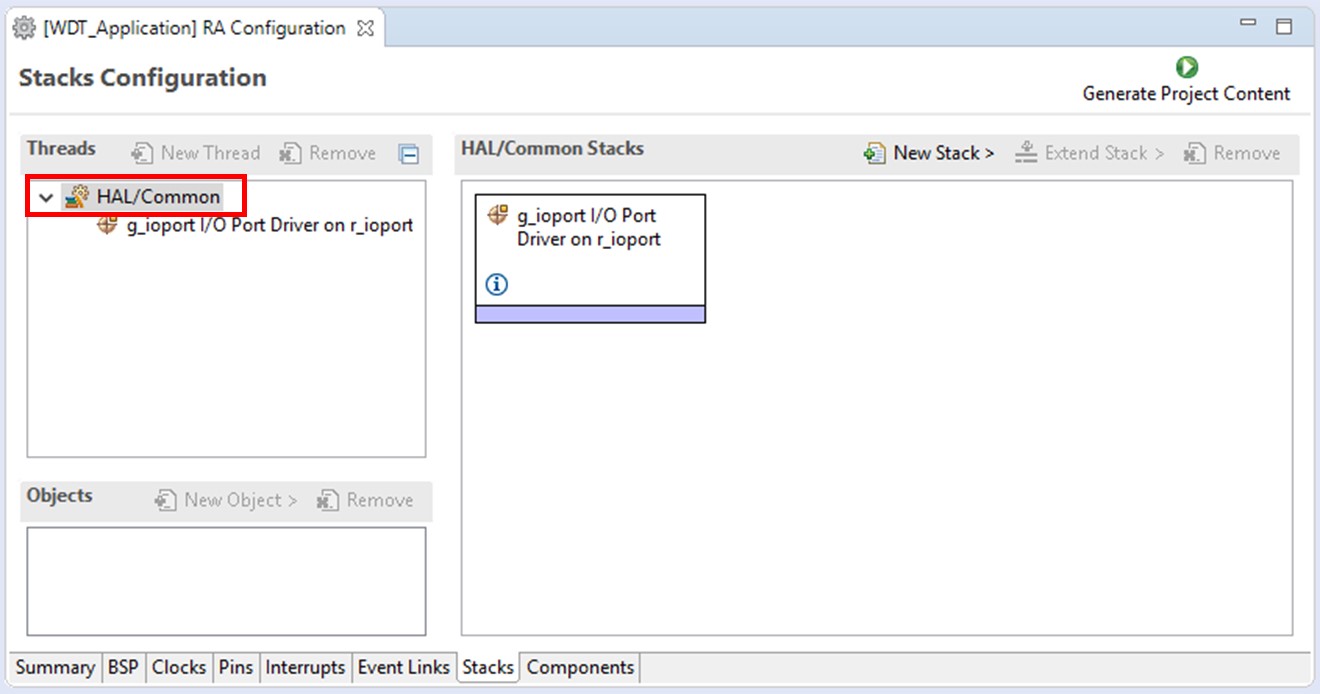 [WDT_Application] RA Configuration
Stacks Configuration
Generate Project Content
Threads
New Thread
Remove
HAL/Common
g_ioport I/O Port Driver on r_ioport
HAL/Common Stacks
New Stack >
Extend Stack >
Remove
g_ioport I/O Port
Driver on r_ioport
Objects
New Object >
Remove
Summary
BSP
Clocks
Pins
Interrupts
Event Links
Stacks
Components